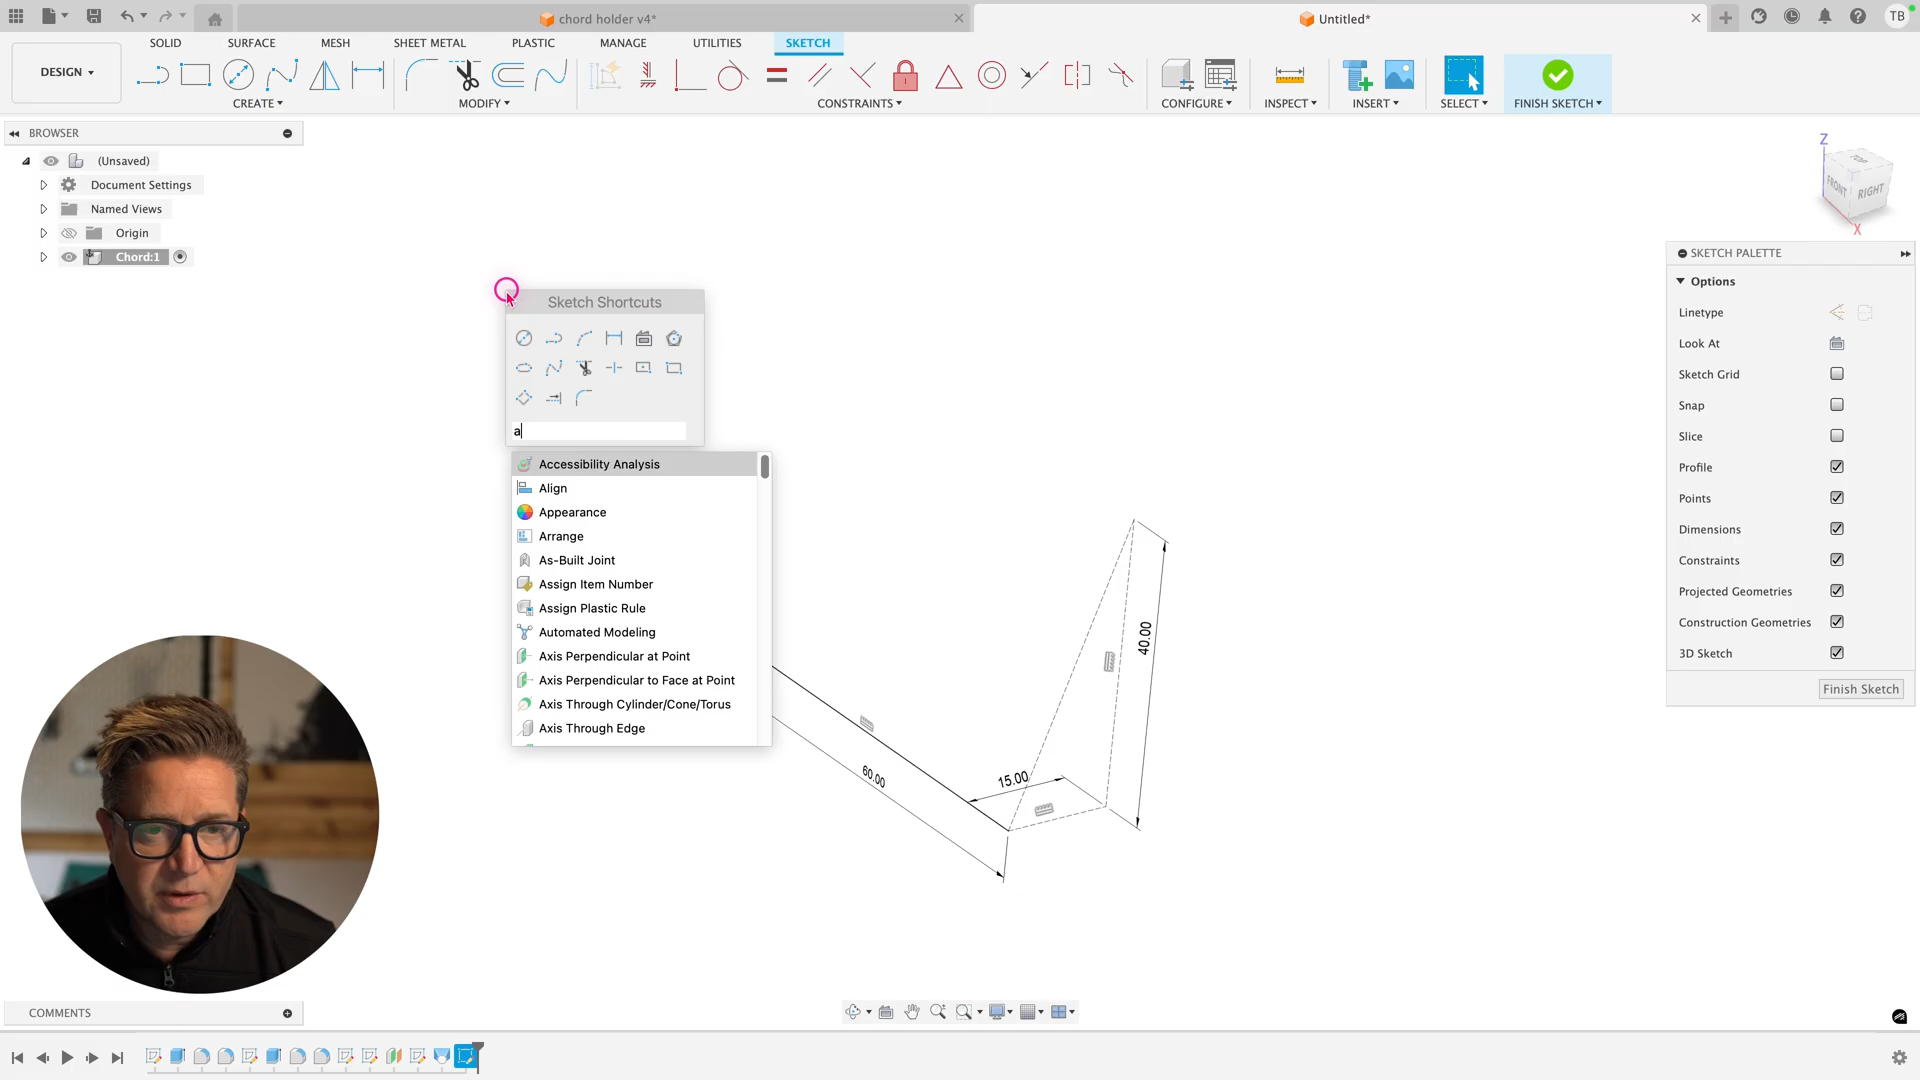 chord holder v4*
Untitled*
TB
DESIGN
SOLID
SURFACE
MESH
SHEET METAL
PLASTIC
MANAGE
UTILITIES
SKETCH
CREATE
MODIFY
CONSTRAINTS
CONFIGURE
INSPECT
INSERT
SELECT
FINISH SKETCH
BROWSER
(Unsaved)
Document Settings
Named Views
Origin
Chord:1
Z
TOP
FRONT
RIGHT
X
Sketch Shortcuts
a
Accessibility Analysis
Align
Appearance
Arrange
As-Built Joint
Assign Item Number
Assign Plastic Rule
Automated Modeling
Axis Perpendicular at Point
Axis Perpendicular to Face at Point
Axis Through Cylinder/Cone/Torus
Axis Through Edge
60.00
15.00
40.00
SKETCH PALETTE
Options
Linetype
Look At
Sketch Grid
Snap
Slice
Profile
Points
Dimensions
Constraints
Projected Geometries
Construction Geometries
3D Sketch
Finish Sketch
COMMENTS